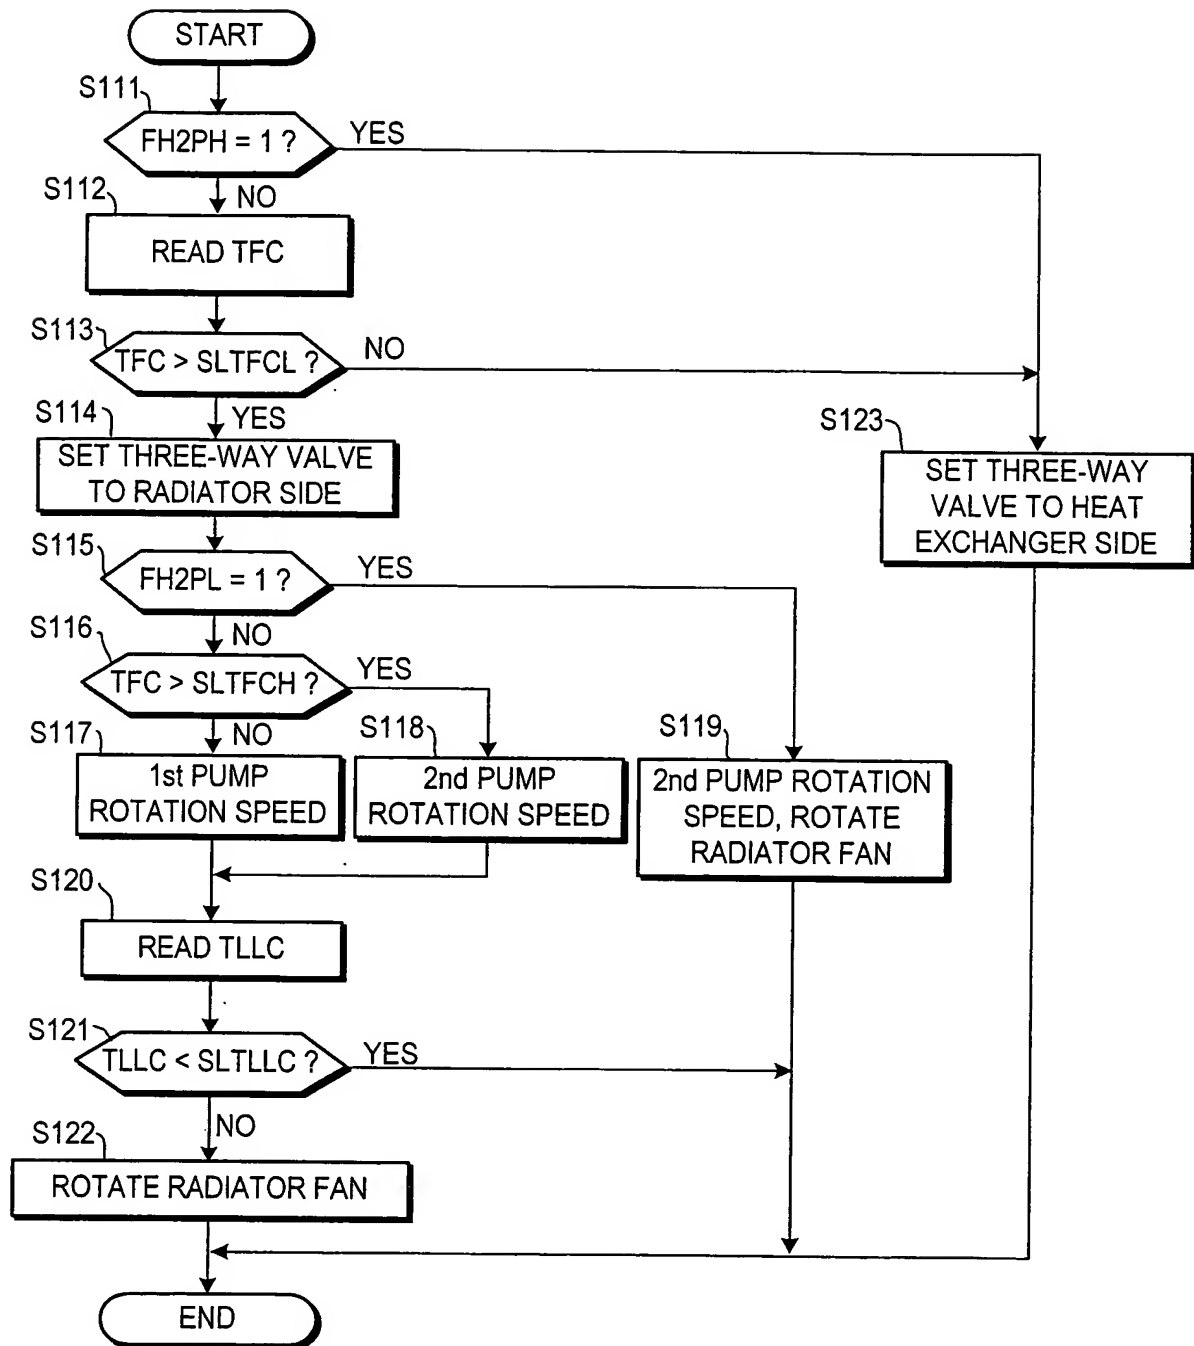 START
S111
FH2PH = 1 ?
YES
NO
S112
READ TFC
S113
TFC > SLTFCL ?
NO
YES
S114
SET THREE-WAY VALVE
TO RADIATOR SIDE
S123
SET THREE-WAY
VALVE TO HEAT
EXCHANGER SIDE
S115
FH2PL = 1 ?
YES
NO
S116
TFC > SLTFCH ?
YES
NO
S117
1st PUMP
ROTATION SPEED
S118
2nd PUMP
ROTATION SPEED
S119
2nd PUMP ROTATION
SPEED, ROTATE
RADIATOR FAN
S120
READ TLLC
S121
TLLC < SLTLLC ?
YES
NO
S122
ROTATE RADIATOR FAN
END